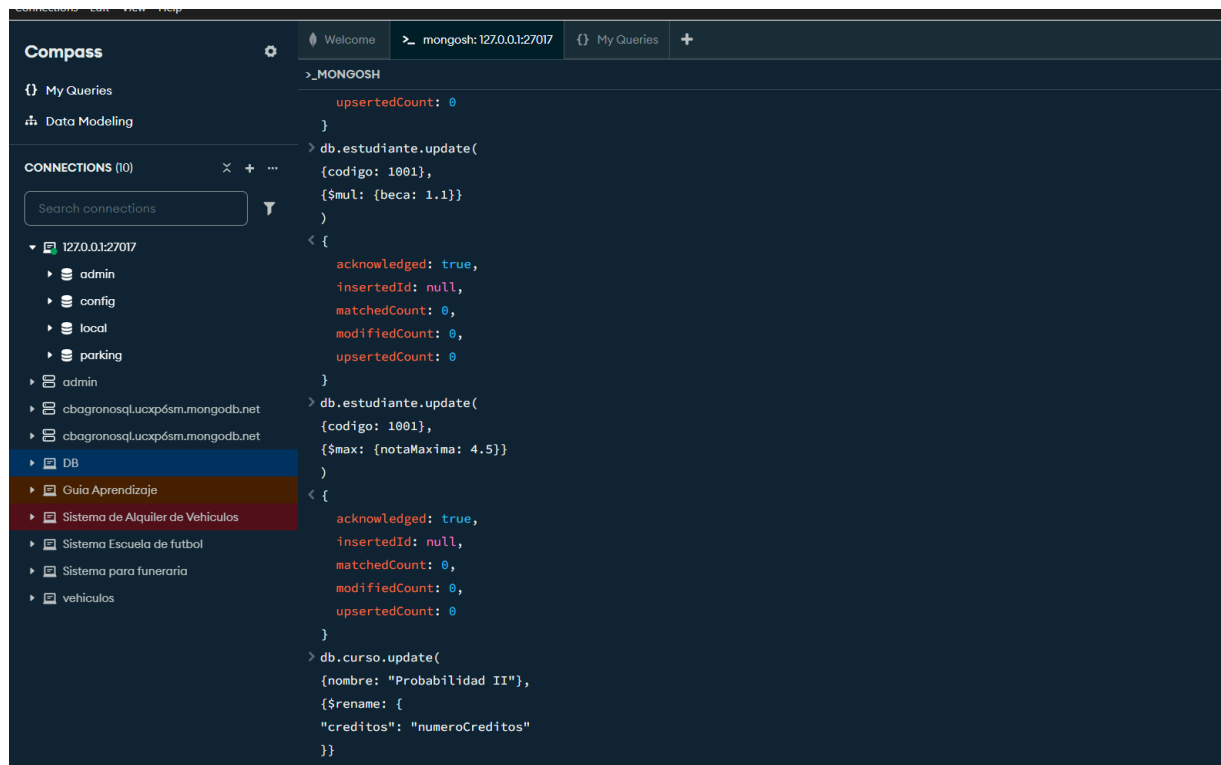 Connections Edit View Help
Compass
My Queries
Data Modeling
CONNECTIONS (10)
Search connections
127.0.0.1:27017
admin
config
local
parking
admin
cbagronosql.ucxp6sm.mongodb.net
cbagronosql.ucxp6sm.mongodb.net
DB
Guia Aprendizaje
Sistema de Alquiler de Vehiculos
Sistema Escuela de futbol
Sistema para funeraria
vehiculos
Welcome
>_ mongosh: 127.0.0.1:27017
{} My Queries
+
>_MONGOSH
upsertedCount: 0
}
> db.estudiante.update(
{codigo: 1001},
{$mul: {beca: 1.1}}
)
< {
acknowledged: true,
insertedId: null,
matchedCount: 0,
modifiedCount: 0,
upsertedCount: 0
}
> db.estudiante.update(
{codigo: 1001},
{$max: {notaMaxima: 4.5}}
)
< {
acknowledged: true,
insertedId: null,
matchedCount: 0,
modifiedCount: 0,
upsertedCount: 0
}
> db.curso.update(
{nombre: "Probabilidad II"},
{$rename: {
"creditos": "numeroCreditos"
}}